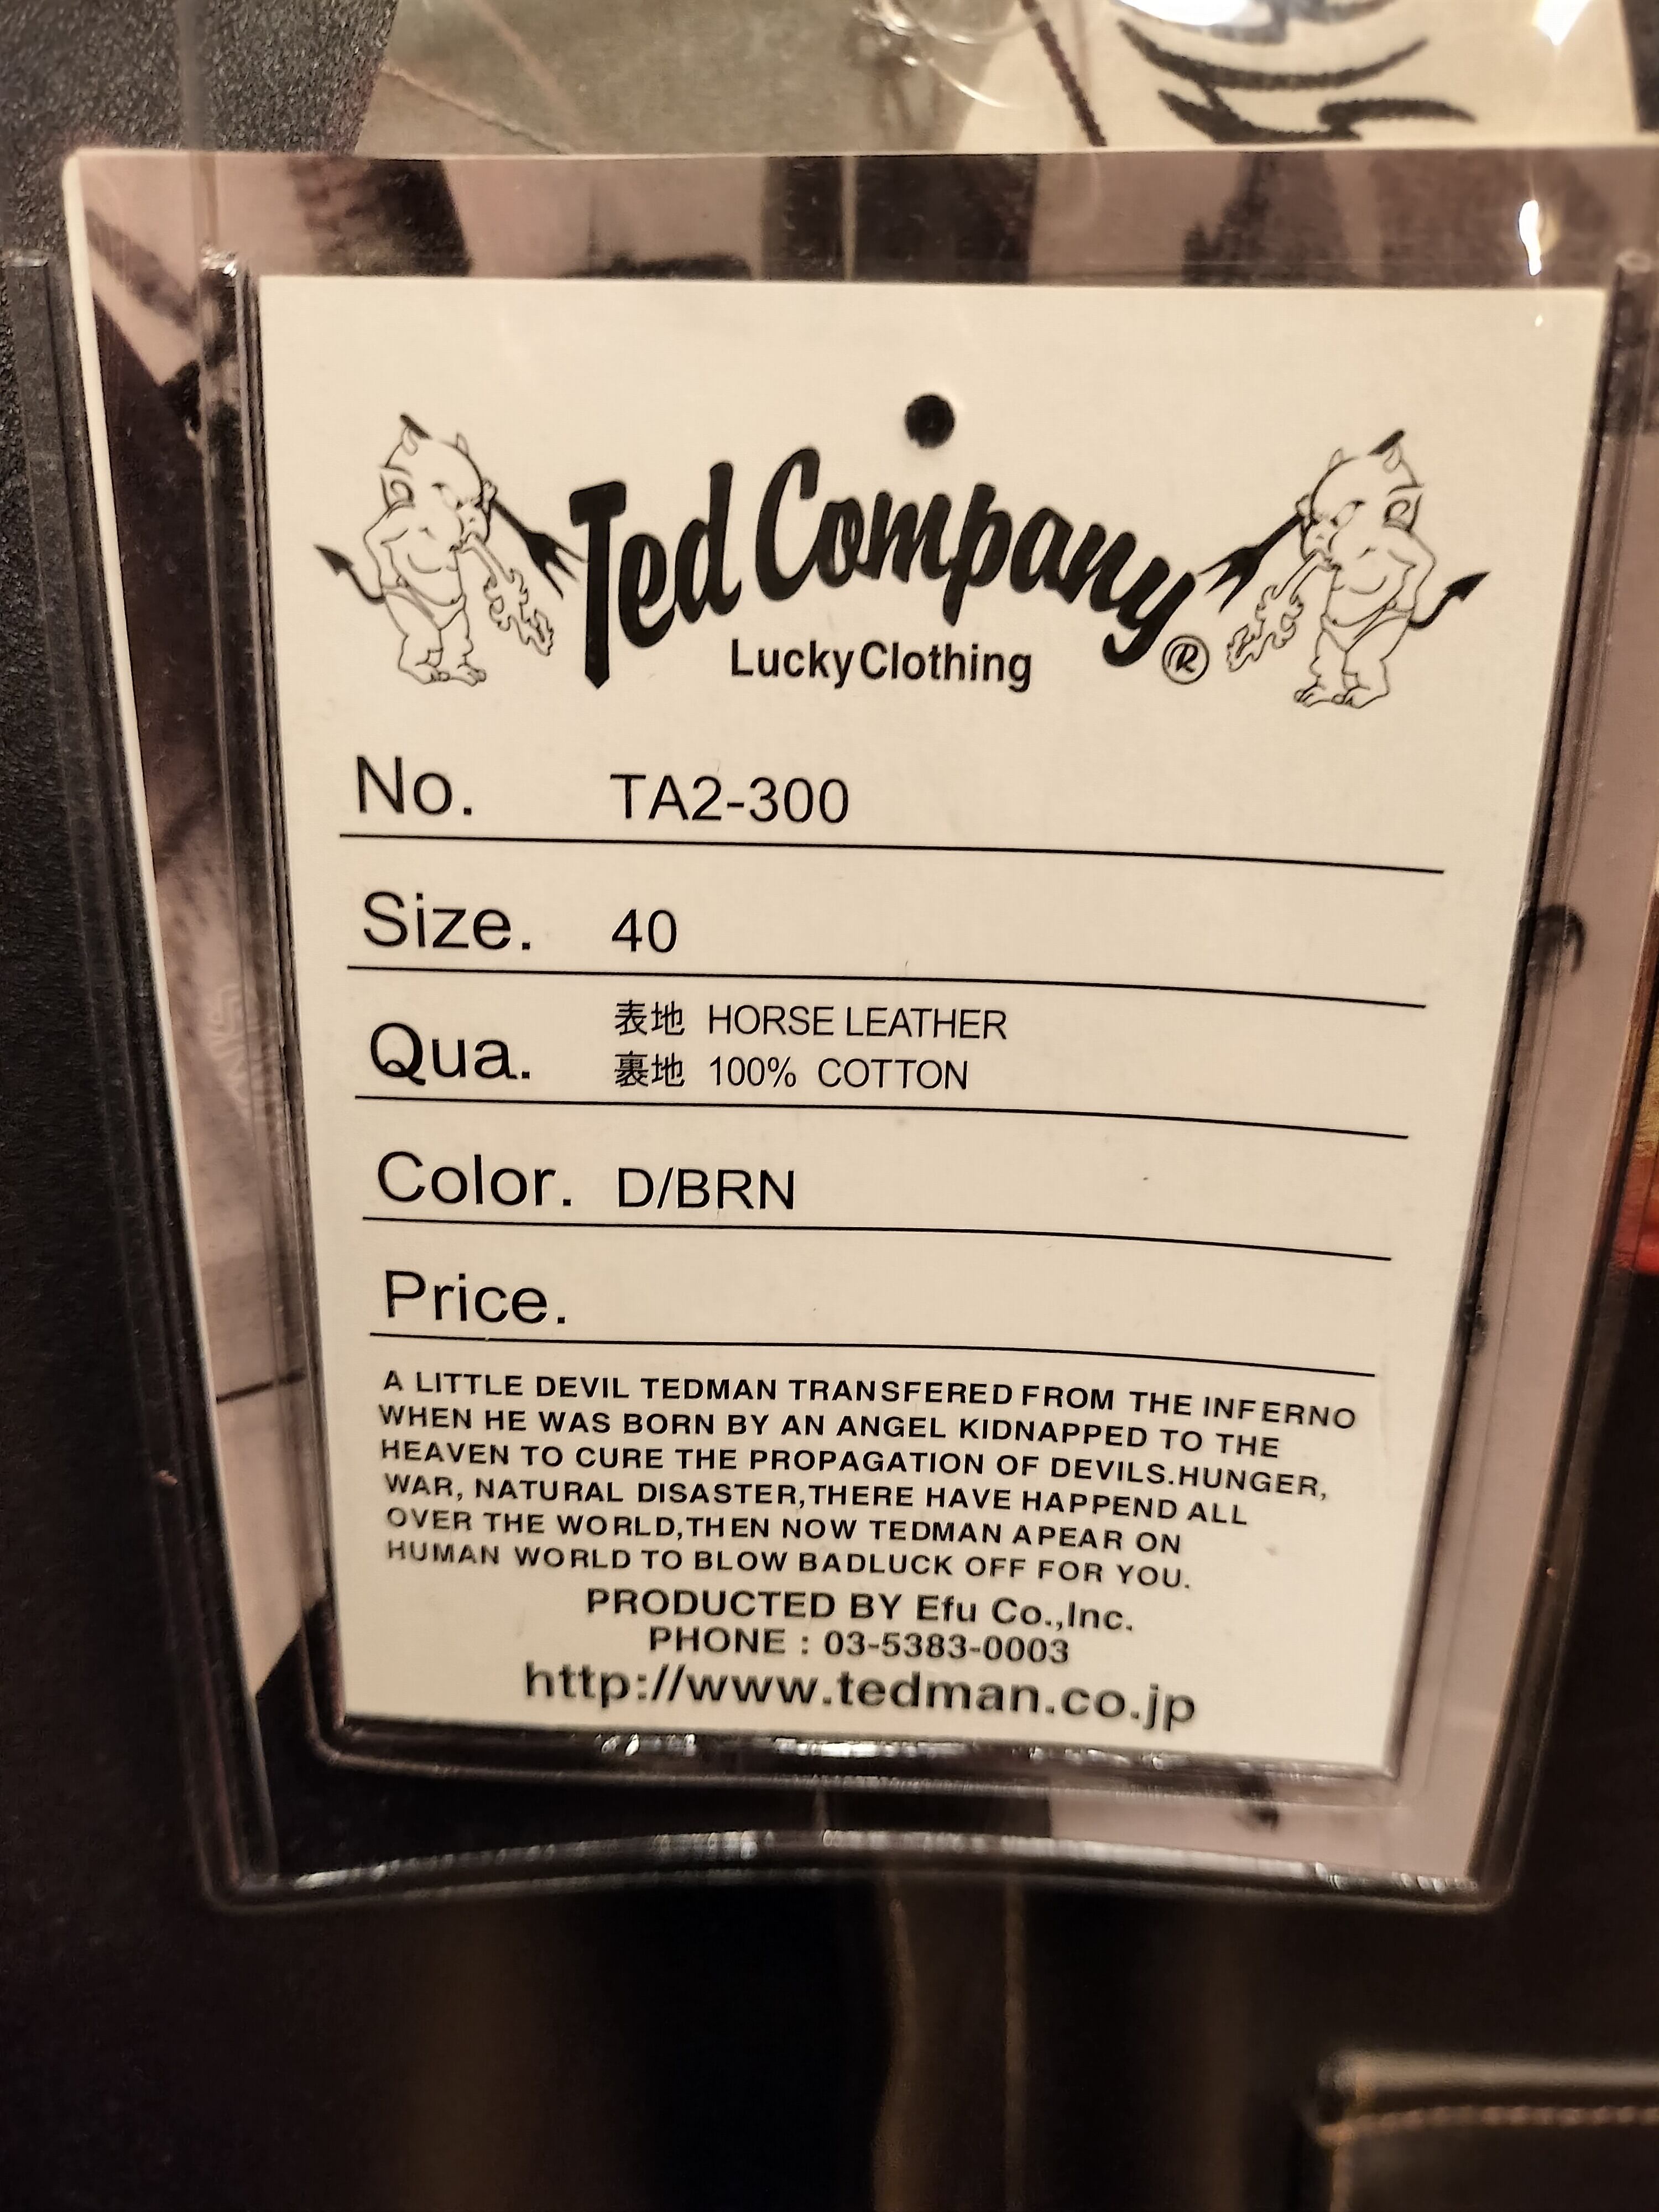 Ted Company
Lucky Clothing ®
No. TA2-300
Size. 40
Qua. 表地 HORSE LEATHER
裏地 100% COTTON
Color. D/BRN
Price.
A LITTLE DEVIL TEDMAN TRANSFERED FROM THE INFERNO
WHEN HE WAS BORN BY AN ANGEL KIDNAPPED TO THE
HEAVEN TO CURE THE PROPAGATION OF DEVILS.HUNGER,
WAR, NATURAL DISASTER,THERE HAVE HAPPEND ALL
OVER THE WORLD,THEN NOW TEDMAN APEAR ON
HUMAN WORLD TO BLOW BADLUCK OFF FOR YOU.
PRODUCTED BY Efu Co.,Inc.
PHONE : 03-5383-0003
http://www.tedman.co.jp